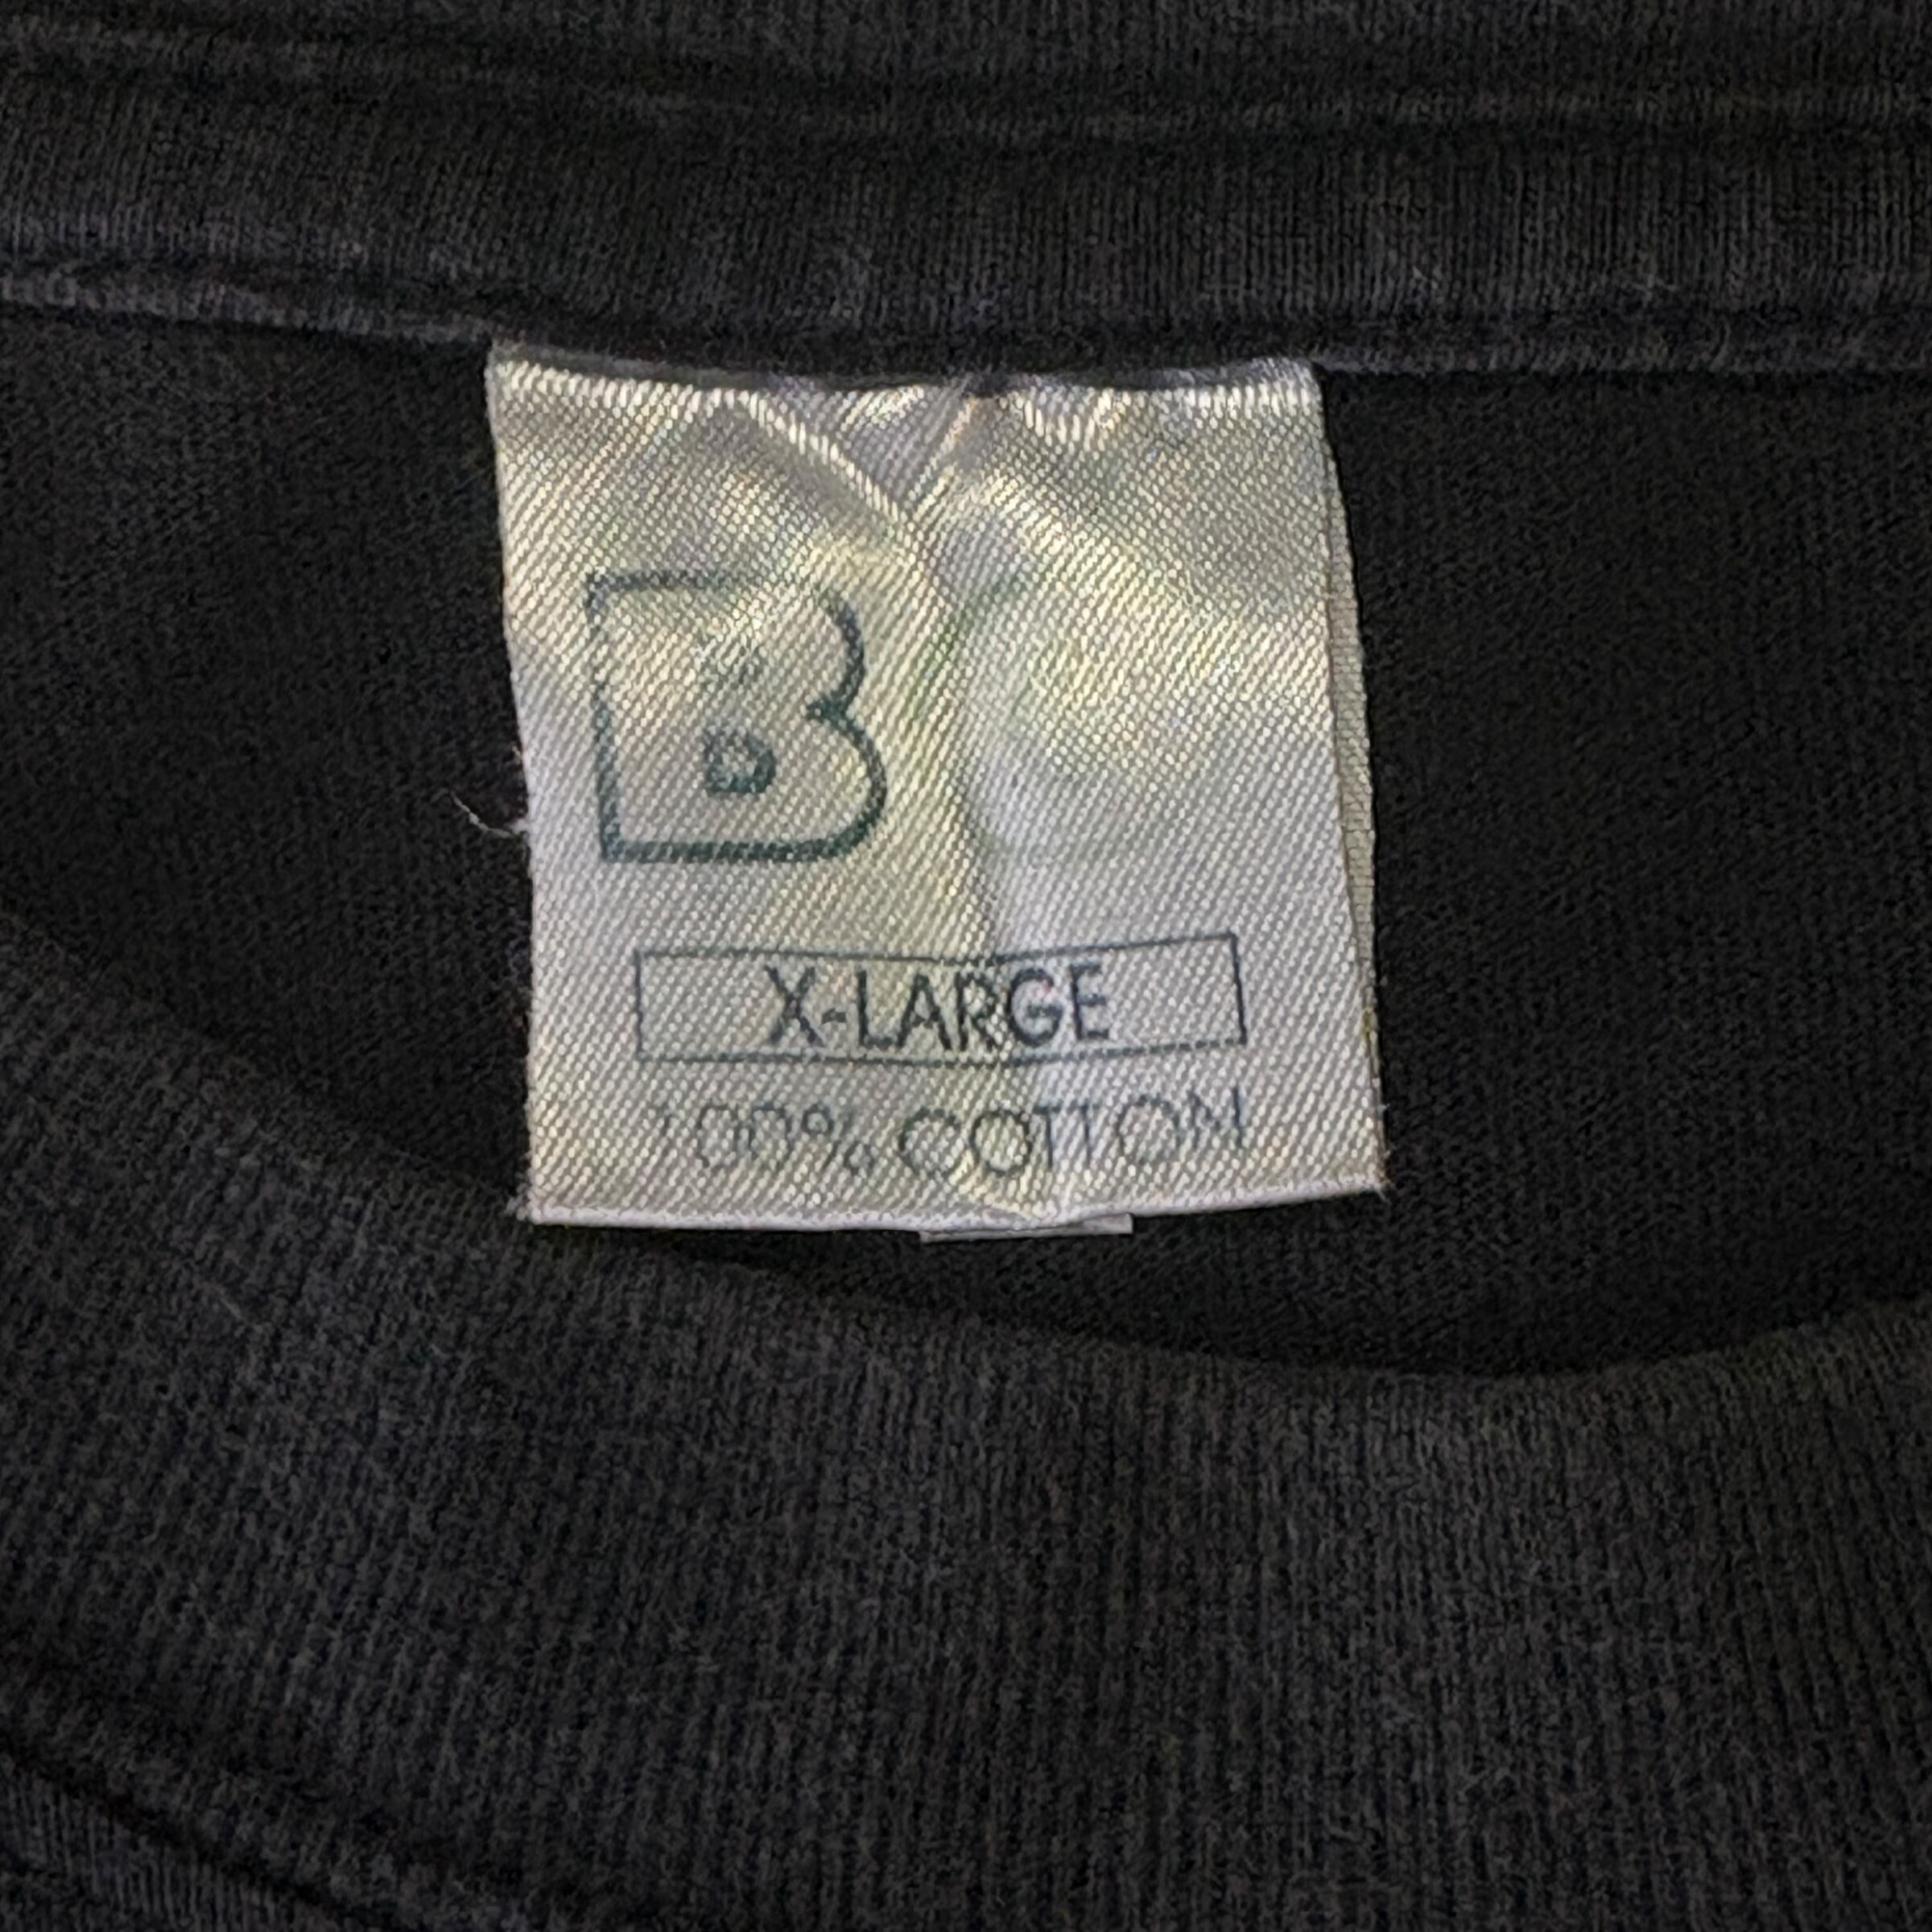 B
X-LARGE
100% COTTON